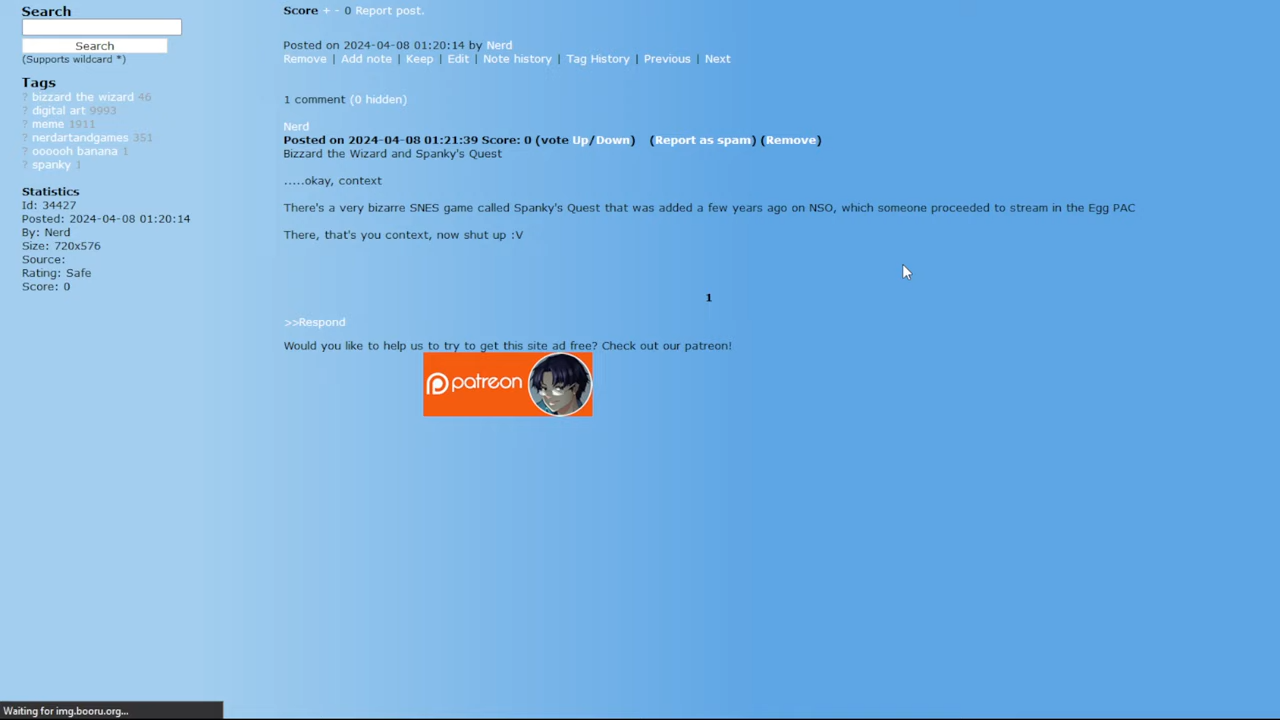 Search
Search
(Supports wildcard *)
Tags
? bizzard the wizard 46
? digital art 9993
? meme 1911
? nerdartandgames 351
? oooooh banana 1
? spanky 1
Statistics
Id: 34427
Posted: 2024-04-08 01:20:14
By: Nerd
Size: 720x576
Source:
Rating: Safe
Score: 0
Score + - 0 Report post.
Posted on 2024-04-08 01:20:14 by Nerd
Remove | Add note | Keep | Edit | Note history | Tag History | Previous | Next
1 comment (0 hidden)
Nerd
Posted on 2024-04-08 01:21:39 Score: 0 (vote Up/Down) (Report as spam) (Remove)
Bizzard the Wizard and Spanky's Quest
.....okay, context
There's a very bizarre SNES game called Spanky's Quest that was added a few years ago on NSO, which someone proceeded to stream in the Egg PAC
There, that's you context, now shut up :V
1
>>Respond
Would you like to help us to try to get this site ad free? Check out our patreon!
patreon
Waiting for img.booru.org...